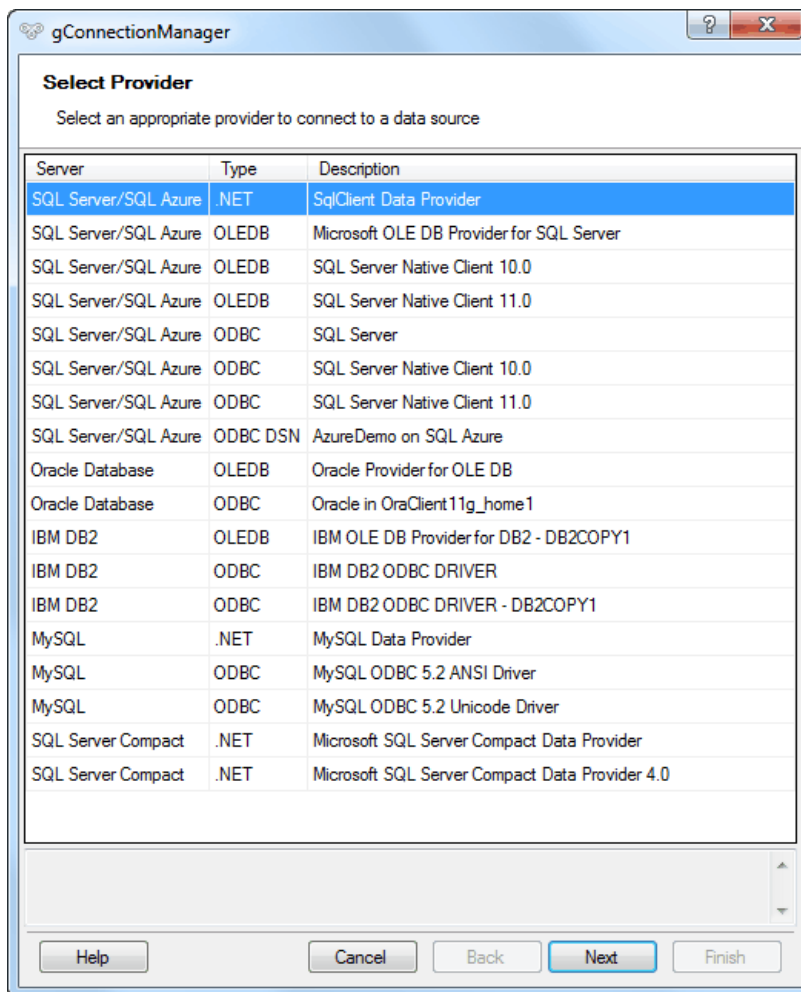 gConnectionManager
Select Provider
Select an appropriate provider to connect to a data source
Server Type Description
SQL Server/SQL Azure .NET SqlClient Data Provider
SQL Server/SQL Azure OLEDB Microsoft OLE DB Provider for SQL Server
SQL Server/SQL Azure OLEDB SQL Server Native Client 10.0
SQL Server/SQL Azure OLEDB SQL Server Native Client 11.0
SQL Server/SQL Azure ODBC SQL Server
SQL Server/SQL Azure ODBC SQL Server Native Client 10.0
SQL Server/SQL Azure ODBC SQL Server Native Client 11.0
SQL Server/SQL Azure ODBC DSN AzureDemo on SQL Azure
Oracle Database OLEDB Oracle Provider for OLE DB
Oracle Database ODBC Oracle in OraClient11g_home1
IBM DB2 OLEDB IBM OLE DB Provider for DB2 - DB2COPY1
IBM DB2 ODBC IBM DB2 ODBC DRIVER
IBM DB2 ODBC IBM DB2 ODBC DRIVER - DB2COPY1
MySQL .NET MySQL Data Provider
MySQL ODBC MySQL ODBC 5.2 ANSI Driver
MySQL ODBC MySQL ODBC 5.2 Unicode Driver
SQL Server Compact .NET Microsoft SQL Server Compact Data Provider
SQL Server Compact .NET Microsoft SQL Server Compact Data Provider 4.0
Help Cancel Back Next Finish